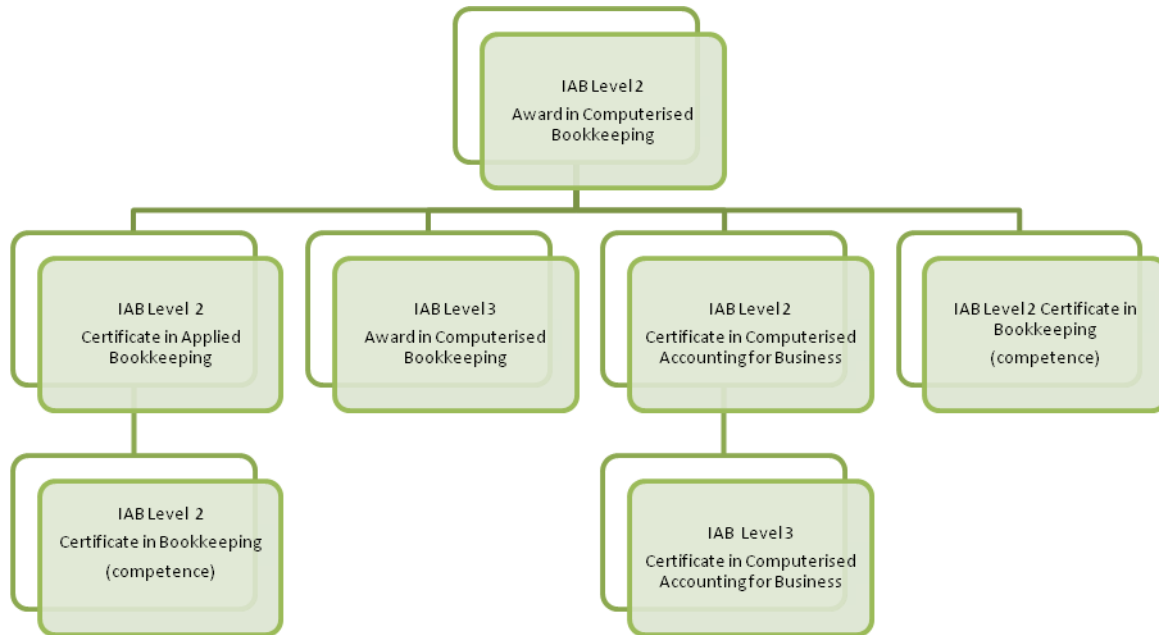 IAB Level 2
Award in Computerised
Bookkeeping
IAB Level 2
Certificate in Applied
Bookkeeping
IAB Level 3
Award in Computerised
Bookkeeping
IAB Level 2
Certificate in Computerised
Accounting for Business
IAB Level 2 Certificate in
Bookkeeping
(competence)
IAB Level 2
Certificate in Bookkeeping
(competence)
IAB Level 3
Certificate in Computerised
Accounting for Business